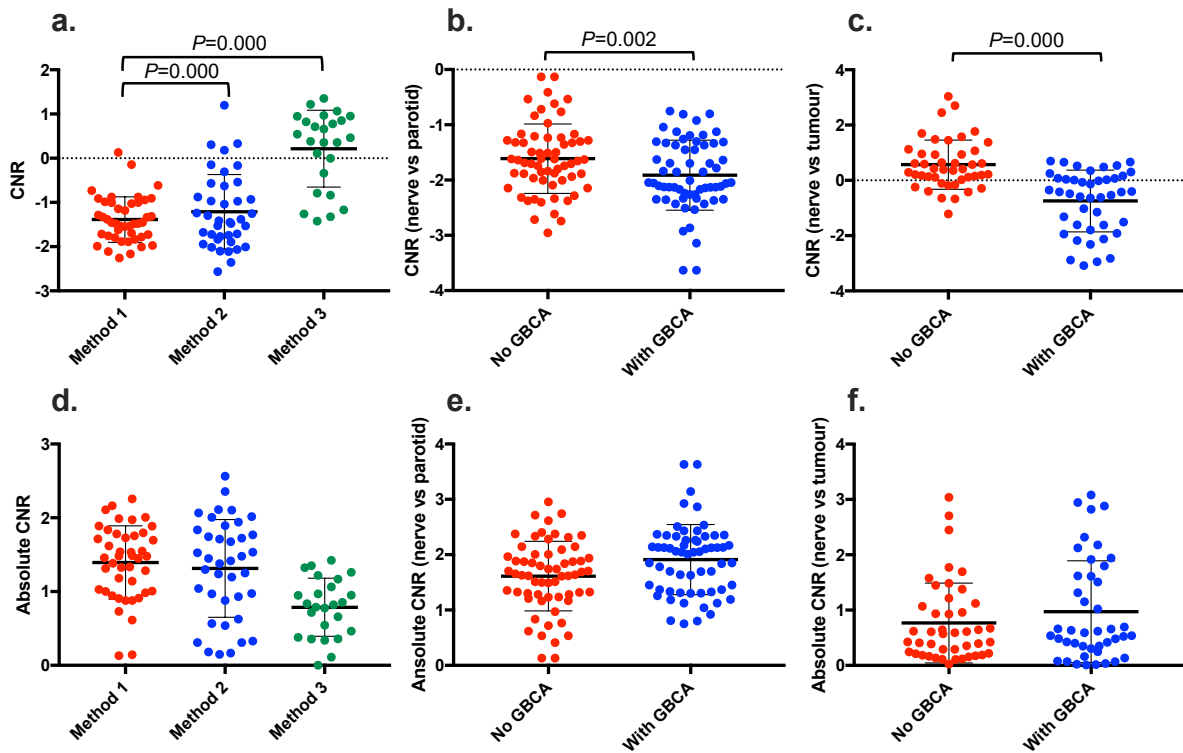 a.
P=0.000
P=0.000
CNR
2
1
0
-1
-2
-3
Method 1
Method 2
Method 3
b.
P=0.002
CNR (nerve vs parotid)
0
-1
-2
-3
-4
No GBCA
With GBCA
c.
P=0.000
CNR (nerve vs tumour)
4
2
0
-2
-4
No GBCA
With GBCA
d.
Absolute CNR
3
2
1
0
Method 1
Method 2
Method 3
e.
Ansolute CNR (nerve vs parotid)
4
3
2
1
0
No GBCA
With GBCA
f.
Absolute CNR (nerve vs tumour)
4
3
2
1
0
No GBCA
With GBCA